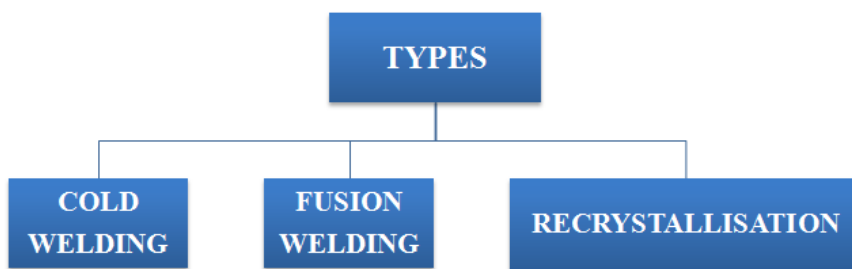 TYPES
COLD
WELDING
FUSION
WELDING
RECRYSTALLISATION